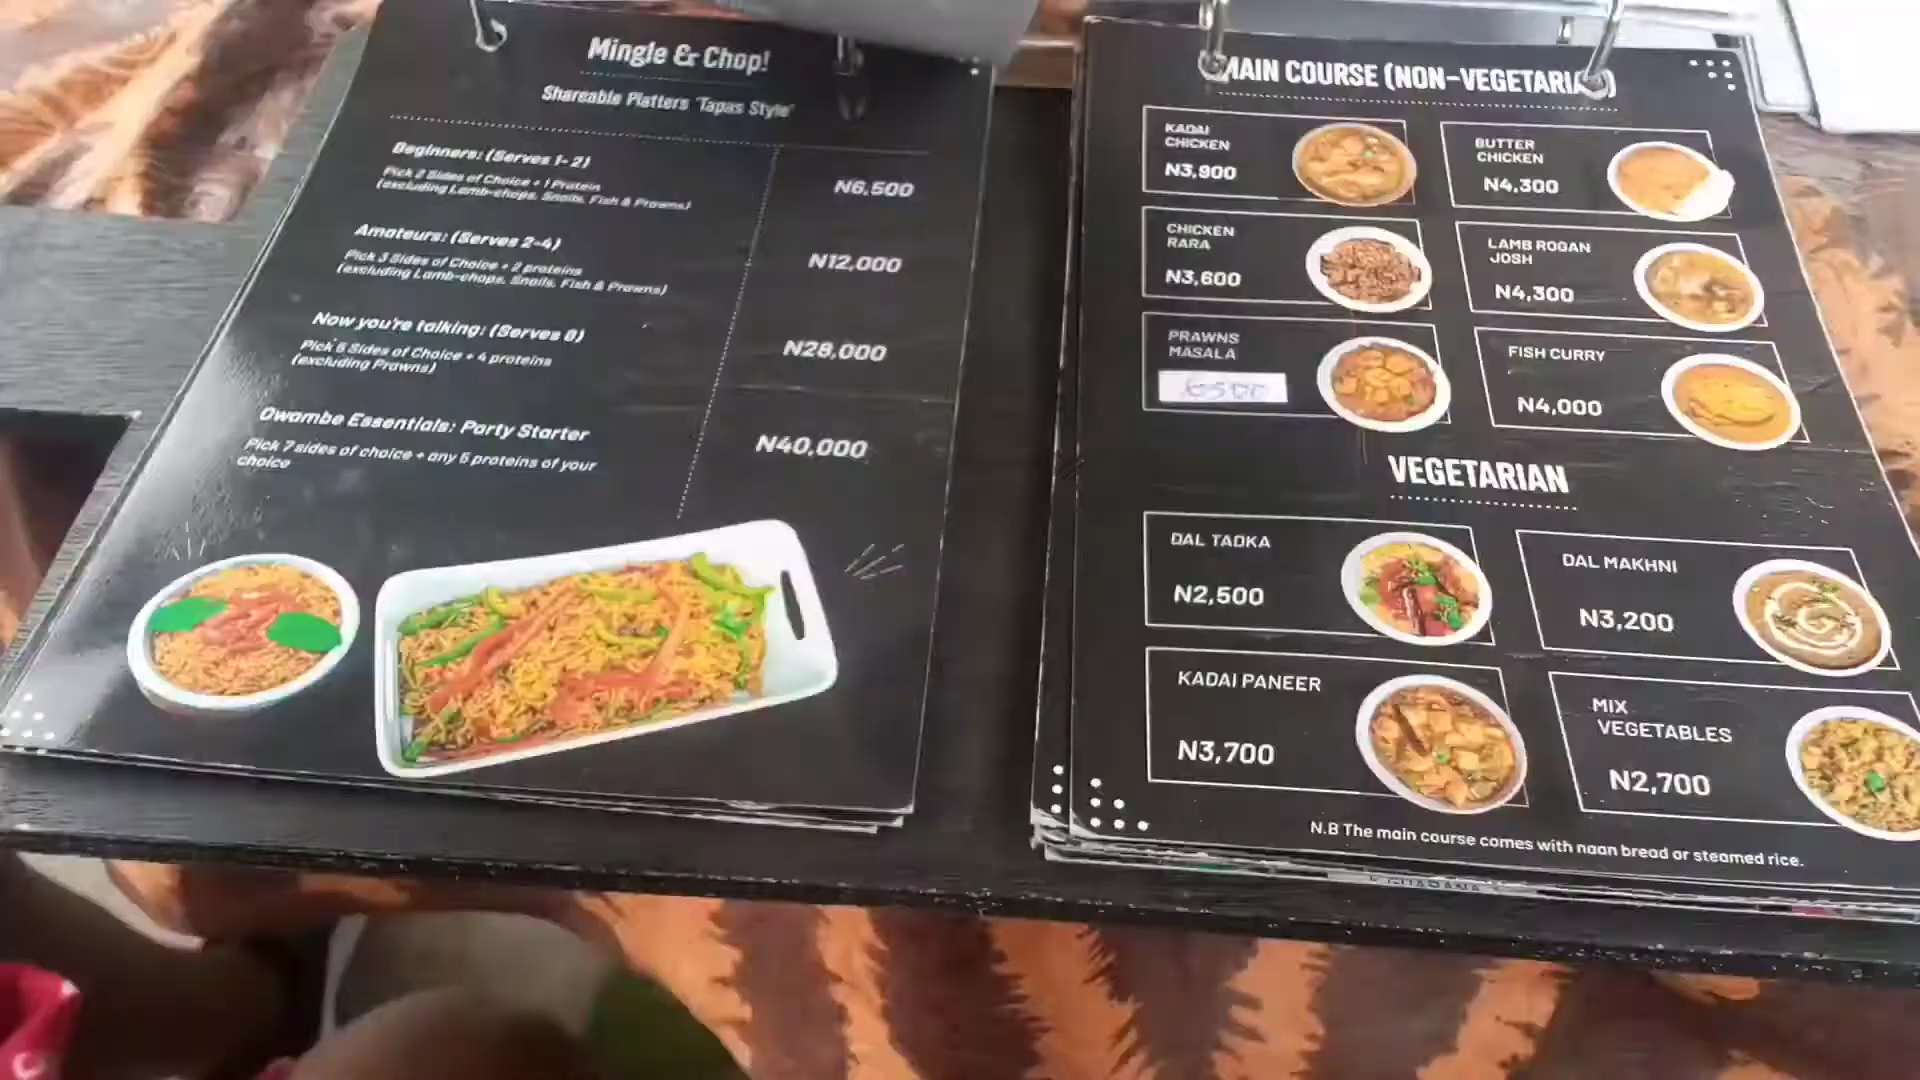 Mingle & Chop!
Shareable Platters 'Tapas Style'
Beginners: (Serves 1-2)
Pick 2 Sides of Choice + 1 Protein
(excluding Lamb-chops, Snails, Fish & Prawns)
N6,500
Amateurs: (Serves 2-4)
Pick 3 Sides of Choice + 2 proteins
(excluding Lamb-chops, Snails, Fish & Prawns)
N12,000
Now you're talking: (Serves 6)
Pick 5 Sides of Choice + 4 proteins
(excluding Prawns)
N28,000
Owambe Essentials: Party Starter
Pick 7 sides of choice + any 5 proteins of your
choice
N40,000
MAIN COURSE (NON-VEGETARIAN)
KADAI
CHICKEN
N3,900
BUTTER
CHICKEN
N4,300
CHICKEN
RARA
N3,600
LAMB ROGAN
JOSH
N4,300
PRAWNS
MASALA
6500
FISH CURRY
N4,000
VEGETARIAN
DAL TADKA
N2,500
DAL MAKHNI
N3,200
KADAI PANEER
N3,700
MIX
VEGETABLES
N2,700
N.B The main course comes with naan bread or steamed rice.